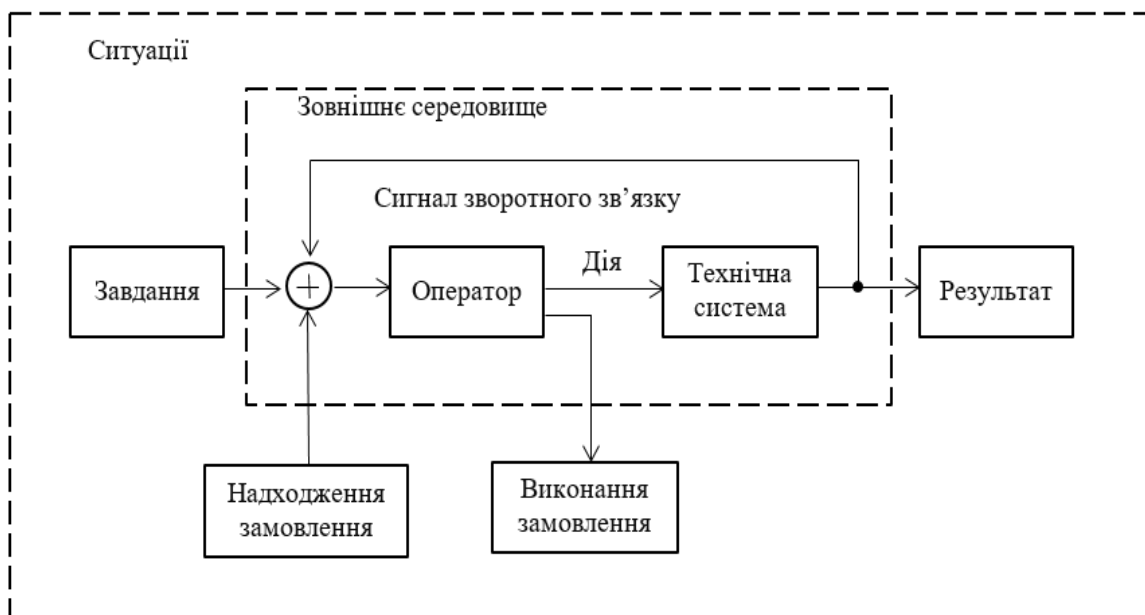 Ситуації
Зовнішнє середовище
Сигнал зворотного зв’язку
Завдання
+
Оператор
Дія
Технічна
система
Результат
Надходження
замовлення
Виконання
замовлення